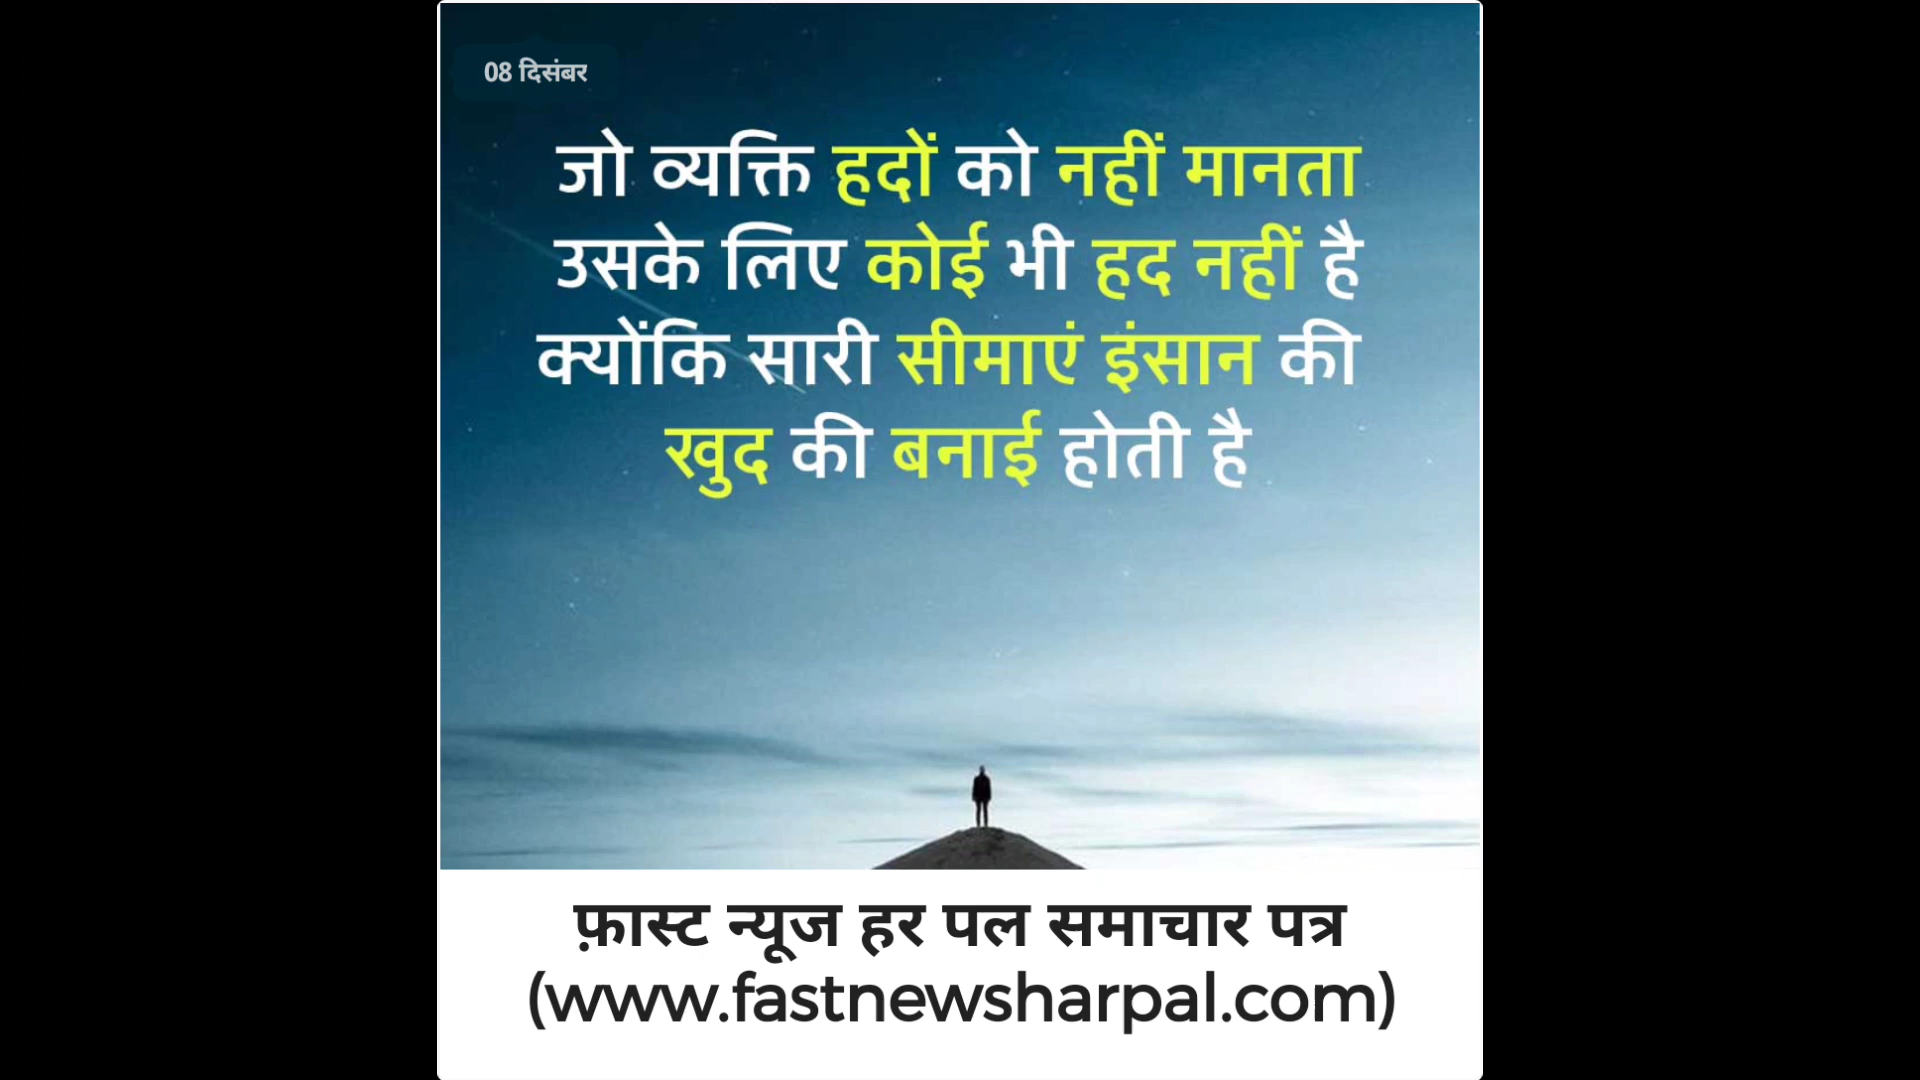 08 दिसंबर
जो व्यक्ति हदों को नहीं मानता
उसके लिए कोई भी हद नहीं है
क्योंकि सारी सीमाएं इंसान की
खुद की बनाई होती है
फ़ास्ट न्यूज हर पल समाचार पत्र
(www.fastnewsharpal.com)